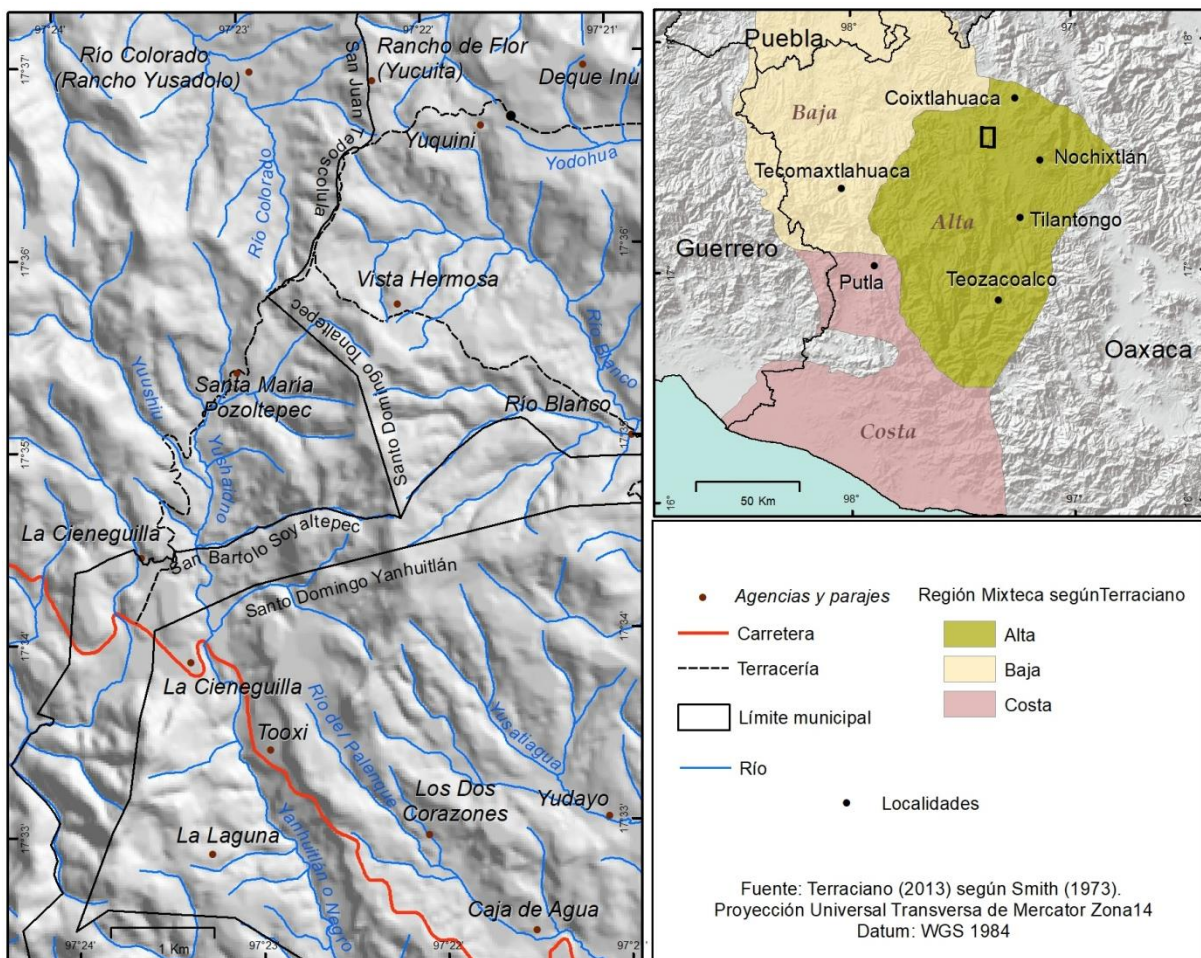 97°24'
97°23'
97°22'
97°21'
17°37'
17°36'
17°35'
17°34'
17°33'
Río Colorado
(Rancho Yusadolo)
San Juan Teposcolula
Rancho de Flor
(Yucuita)
Deque Inu
Yuquini
Yodohua
Río Colorado
Vista Hermosa
Santo Domingo Tonaltepec
Río Blanco
Yuushiu
Santa María
Pozoltepec
Río Blanco
La Cieneguilla
San Bartolo Soyaltepec
Santo Domingo Yanhuitlán
La Cieneguilla
Tooxi
Río del Palenque
Yusatiagua
Los Dos
Corazones
Yudayo
La Laguna
Yanhuitlán o Negro
Caja de Agua
1 Km
97°24'
97°23'
97°22'
97°21'
17°36'
17°35'
17°34'
17°33'
98°
97°
18°
17°
16°
Puebla
Baja
Coixtlahuaca
Nochixtlán
Tecomaxtlahuaca
Alta
Tilantongo
Guerrero
Putla
Teozacoalco
Oaxaca
Costa
50 Km
98°
97°
18°
17°
16°
Agencias y parajes
Carretera
Terracería
Límite municipal
Río
Localidades
Región Mixteca segúnTerraciano
Alta
Baja
Costa
Fuente: Terraciano (2013) según Smith (1973).
Proyección Universal Transversa de Mercator Zona14
Datum: WGS 1984